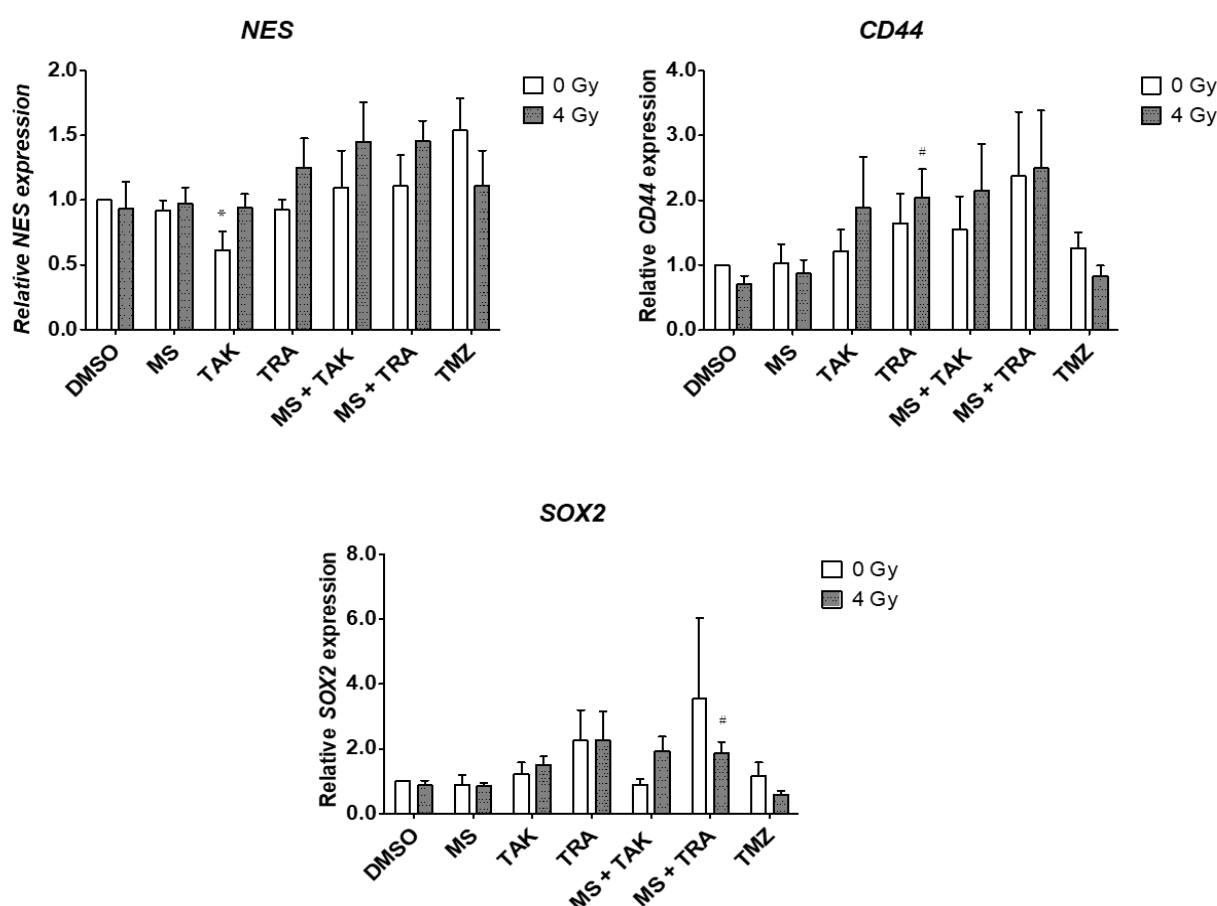 NES
Relative NES expression
2.0
1.5
1.0
0.5
0.0
*
DMSO
MS
TAK
TRA
MS + TAK
MS + TRA
TMZ
0 Gy
4 Gy
CD44
Relative CD44 expression
4.0
3.0
2.0
1.0
0.0
#
DMSO
MS
TAK
TRA
MS + TAK
MS + TRA
TMZ
0 Gy
4 Gy
SOX2
Relative SOX2 expression
8.0
6.0
4.0
2.0
0.0
#
DMSO
MS
TAK
TRA
MS + TAK
MS + TRA
TMZ
0 Gy
4 Gy